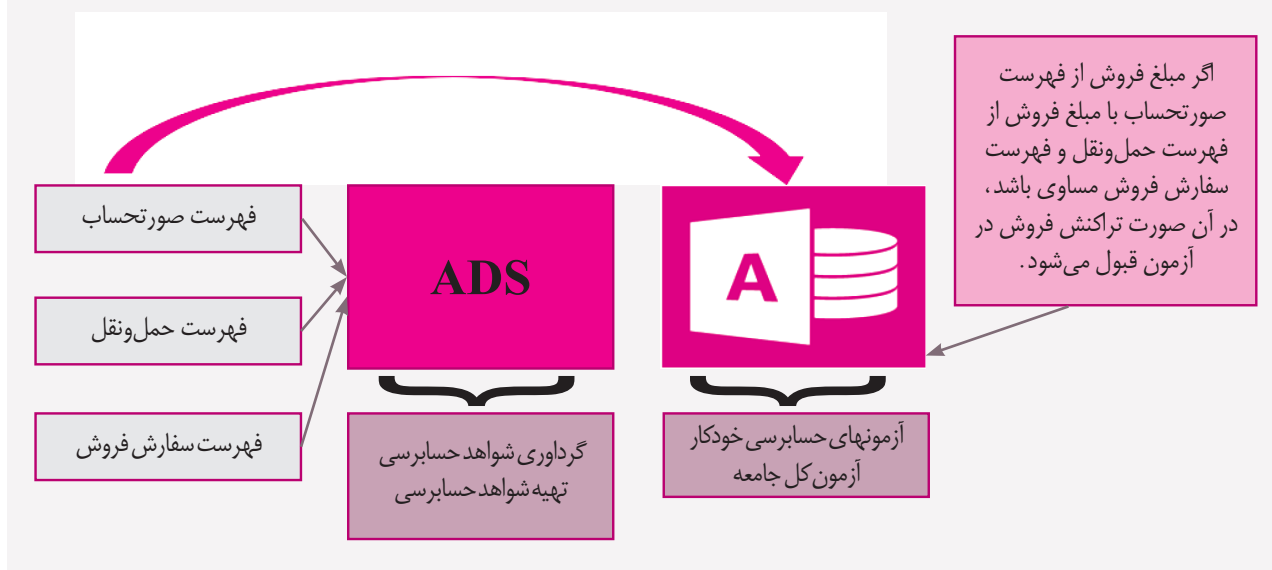 اگر مبلغ فروش از فهرست
صورتحساب با مبلغ فروش از
فهرست حمل‌ونقل و فهرست
سفارش فروش مساوی باشد،
در آن صورت تراکنش فروش در
آزمون قبول می‌شود.
فهرست صورتحساب
فهرست حمل‌ونقل
فهرست سفارش فروش
ADS
A
گرداوری شواهد حسابرسی
تهیه شواهد حسابرسی
آزمونهای حسابرسی خودکار
آزمون کل جامعه